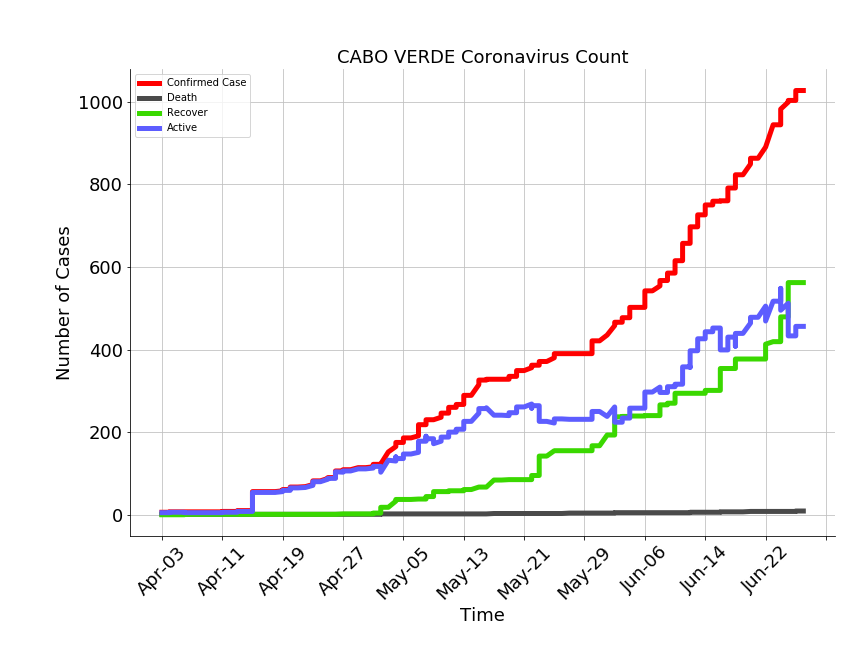 CABO VERDE Coronavirus Count
Confirmed Case
Death
Recover
Active
Number of Cases
1000
800
600
400
200
0
Apr-03
Apr-11
Apr-19
Apr-27
May-05
May-13
May-21
May-29
Jun-06
Jun-14
Jun-22
Time